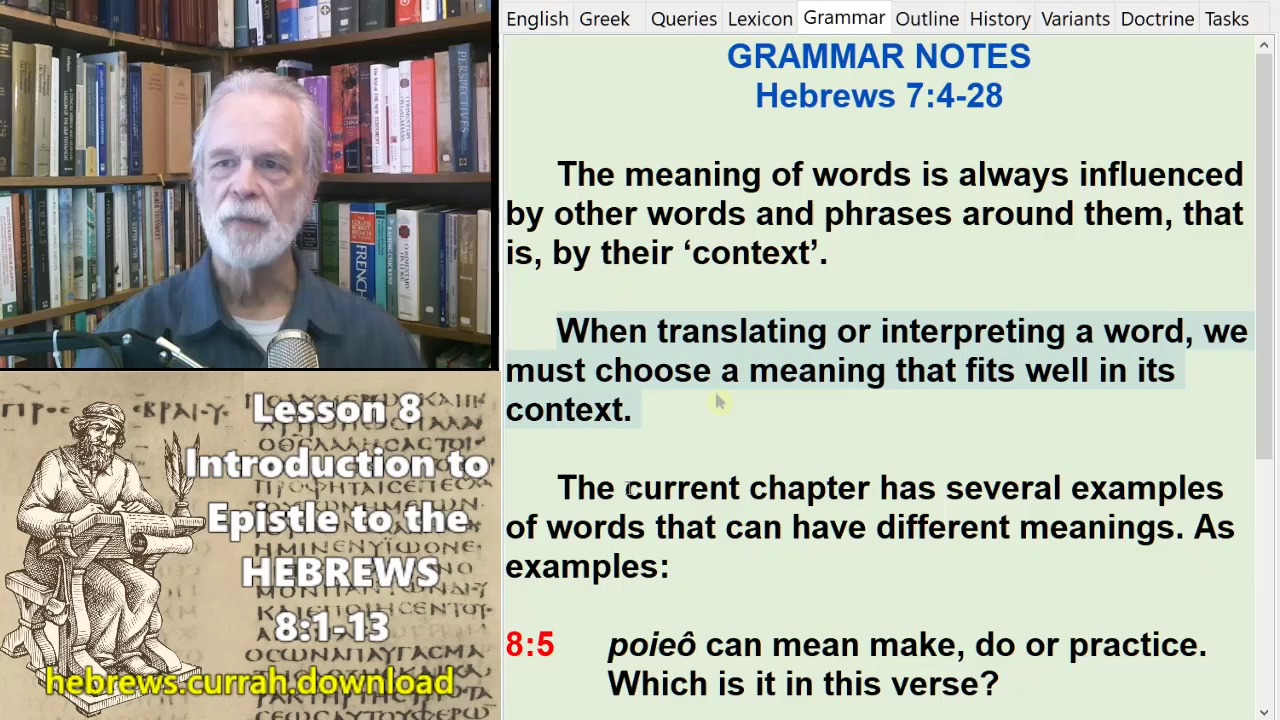 English Greek Queries Lexicon Grammar Outline History Variants Doctrine Tasks
GRAMMAR NOTES
Hebrews 7:4-28
The meaning of words is always influenced
by other words and phrases around them, that
is, by their ‘context’.
When translating or interpreting a word, we
must choose a meaning that fits well in its
context.
The current chapter has several examples
of words that can have different meanings. As
examples:
8:5 poieô can mean make, do or practice.
Which is it in this verse?
PERSPECTIVES
FRENCH
Lesson 8
Introduction to
Epistle to the
HEBREWS
8:1-13
hebrews.currah.download